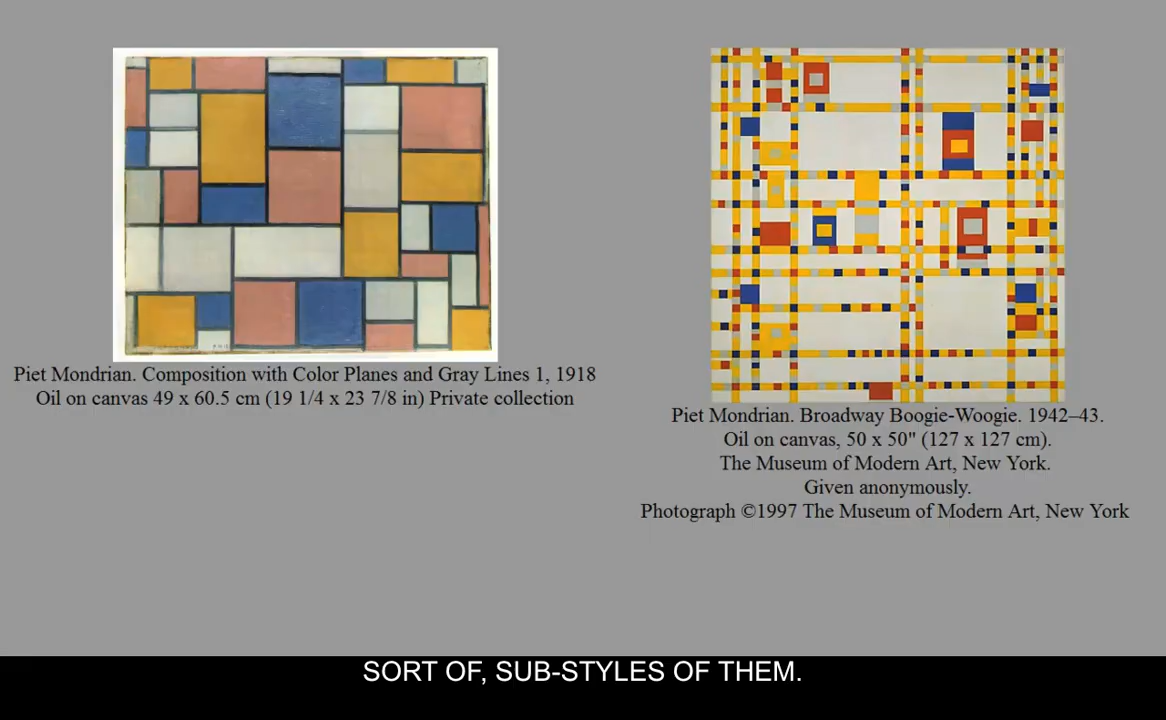 Piet Mondrian. Composition with Color Planes and Gray Lines 1, 1918
Oil on canvas 49 x 60.5 cm (19 1/4 x 23 7/8 in) Private collection
Piet Mondrian. Broadway Boogie-Woogie. 1942–43.
Oil on canvas, 50 x 50" (127 x 127 cm).
The Museum of Modern Art, New York.
Given anonymously.
Photograph ©1997 The Museum of Modern Art, New York
SORT OF, SUB-STYLES OF THEM.